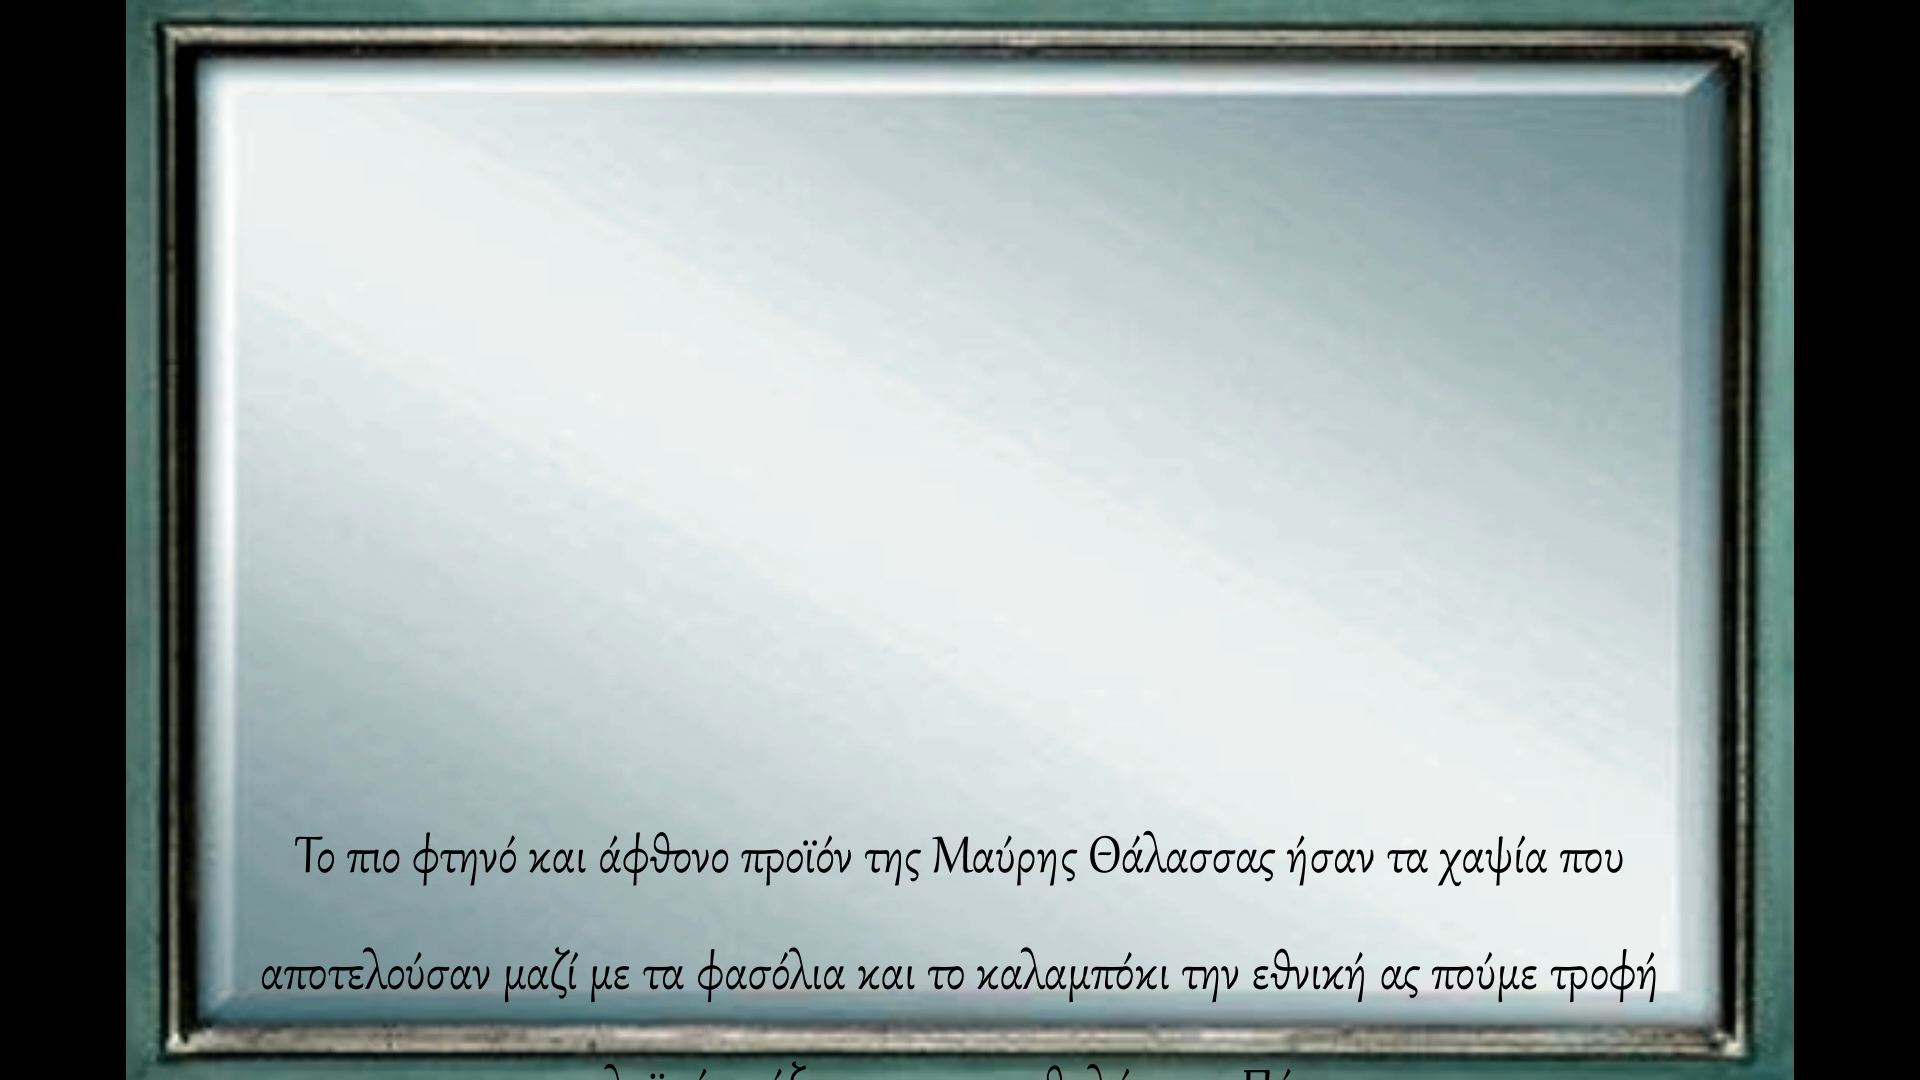 Το πιο φτηνό και άφθονο προϊόν της Μαύρης Θάλασσας ήσαν τα χαψία που
αποτελούσαν μαζί με τα φασόλια και το καλαμπόκι την εθνική ας πούμε τροφή